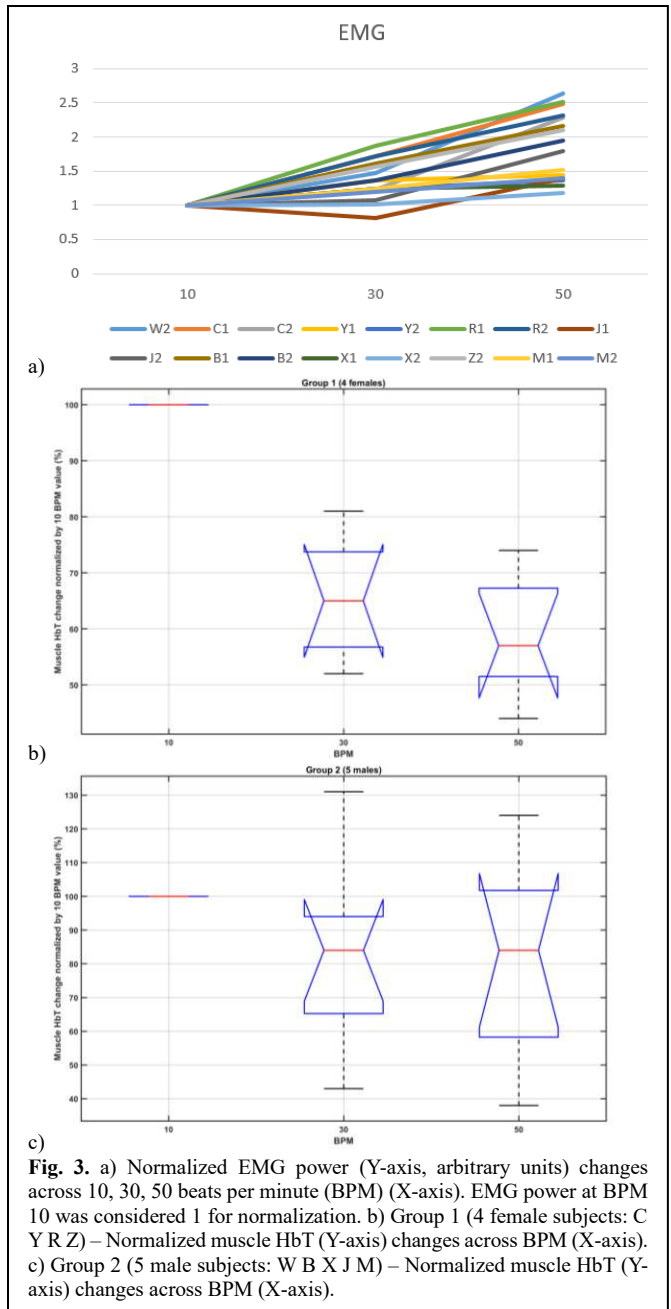 EMG
3
2.5
2
1.5
1
0.5
0
10 30 50
W2 C1 C2 Y1 Y2 R1 R2 J1
J2 B1 B2 X1 X2 Z2 M1 M2
a)
Group 1 (4 females)
Muscle HbT change normalized by 10 BPM value (%)
100
90
80
70
60
50
10 30 50
BPM
b)
Group 2 (5 males)
Muscle HbT change normalized by 10 BPM value (%)
130
120
110
100
90
80
70
60
50
40
10 30 50
BPM
c)
Fig. 3. a) Normalized EMG power (Y-axis, arbitrary units) changes
across 10, 30, 50 beats per minute (BPM) (X-axis). EMG power at BPM
10 was considered 1 for normalization. b) Group 1 (4 female subjects: C
Y R Z) – Normalized muscle HbT (Y-axis) changes across BPM (X-axis).
c) Group 2 (5 male subjects: W B X J M) – Normalized muscle HbT (Y-
axis) changes across BPM (X-axis).